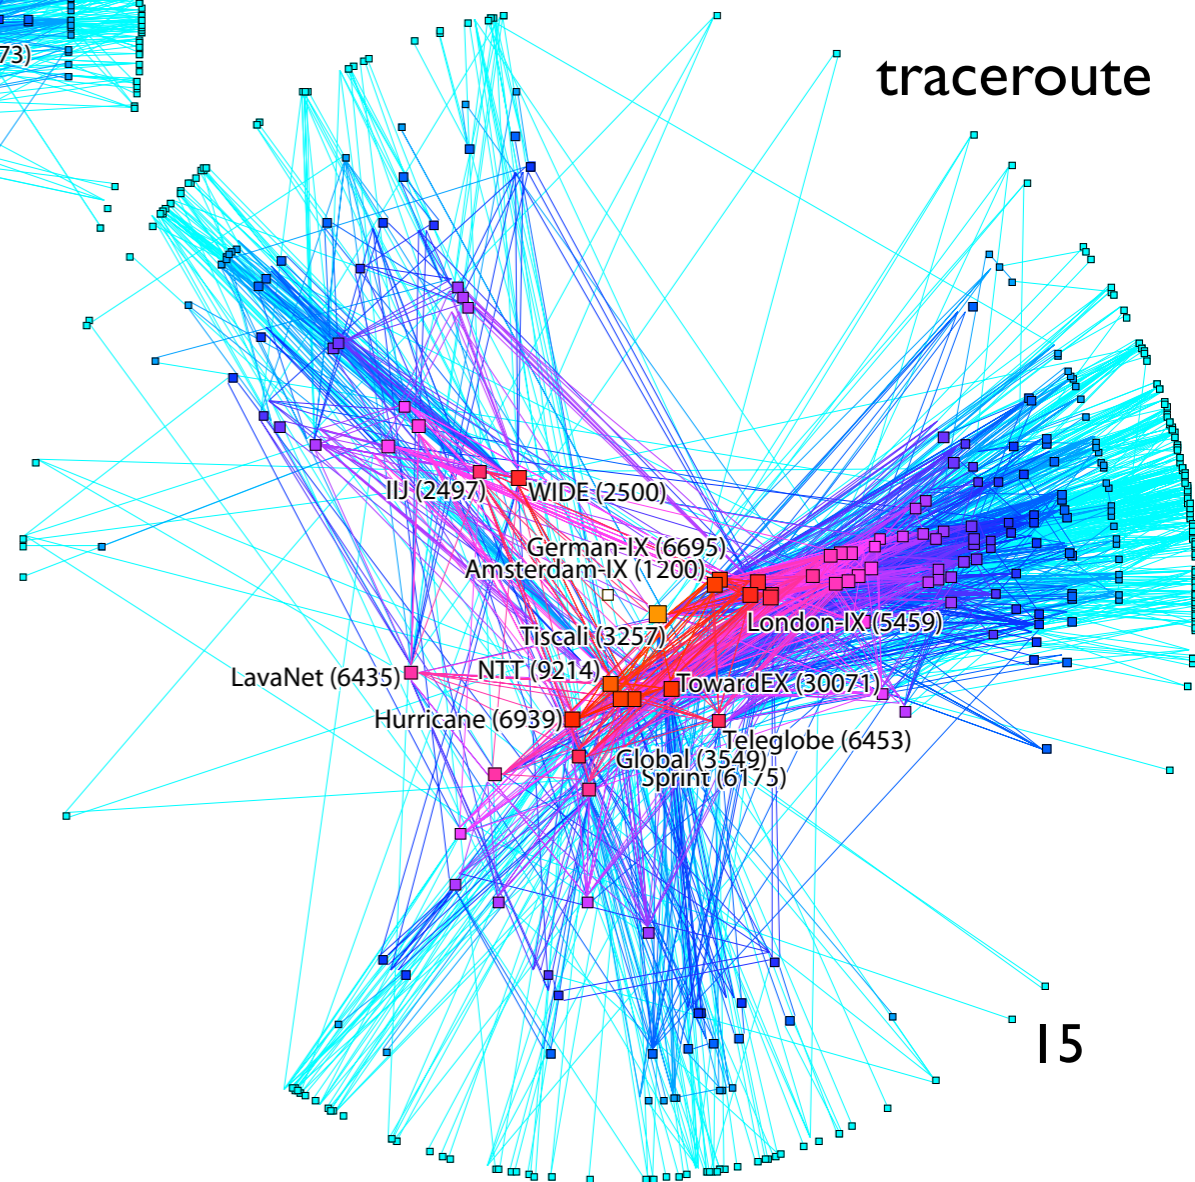 73)
traceroute
IIJ (2497)
WIDE (2500)
German-IX (6695)
Amsterdam-IX (1200)
London-IX (5459)
Tiscali (3257)
NTT (9214)
LavaNet (6435)
TowardEX (30071)
Hurricane (6939)
Teleglobe (6453)
Global (3549)
Sprint (6175)
15